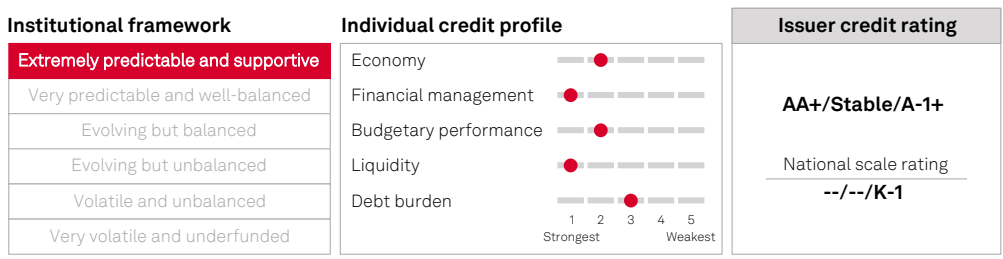 Institutional framework
Extremely predictable and supportive
Very predictable and well-balanced
Evolving but balanced
Evolving but unbalanced
Volatile and unbalanced
Very volatile and underfunded
Individual credit profile
Economy
Financial management
Budgetary performance
Liquidity
Debt burden
1 2 3 4 5
Strongest Weakest
Issuer credit rating
AA+/Stable/A-1+
National scale rating
--/--/K-1